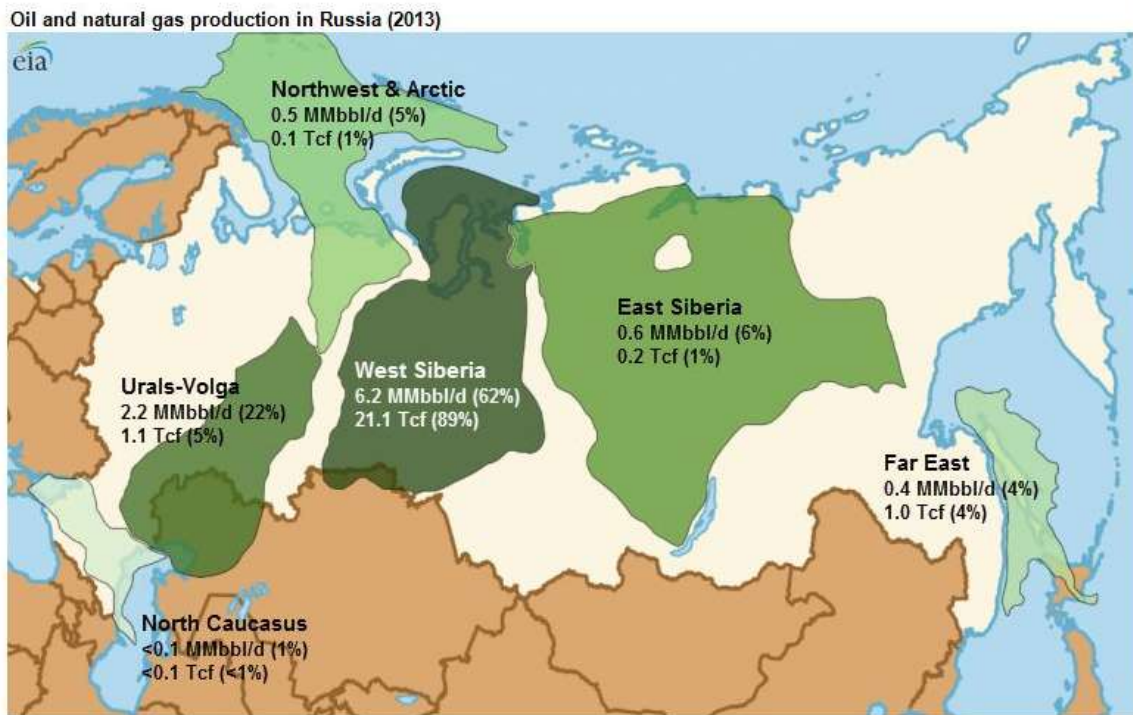 Oil and natural gas production in Russia (2013)
eia
Northwest & Arctic
0.5 MMbbl/d (5%)
0.1 Tcf (1%)
East Siberia
0.6 MMbbl/d (6%)
0.2 Tcf (1%)
West Siberia
6.2 MMbbl/d (62%)
21.1 Tcf (89%)
Urals-Volga
2.2 MMbbl/d (22%)
1.1 Tcf (5%)
Far East
0.4 MMbbl/d (4%)
1.0 Tcf (4%)
North Caucasus
<0.1 MMbbl/d (1%)
<0.1 Tcf (<1%)